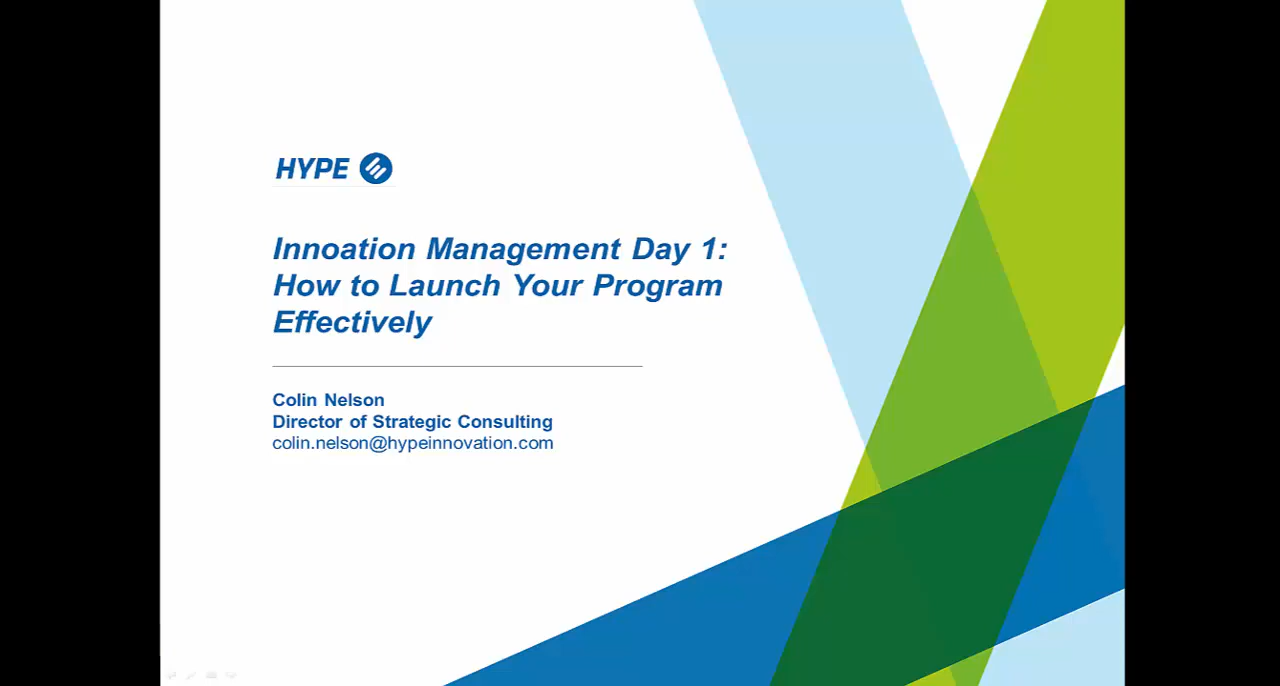 HYPE
Innoation Management Day 1:
How to Launch Your Program
Effectively
Colin Nelson
Director of Strategic Consulting
colin.nelson@hypeinnovation.com